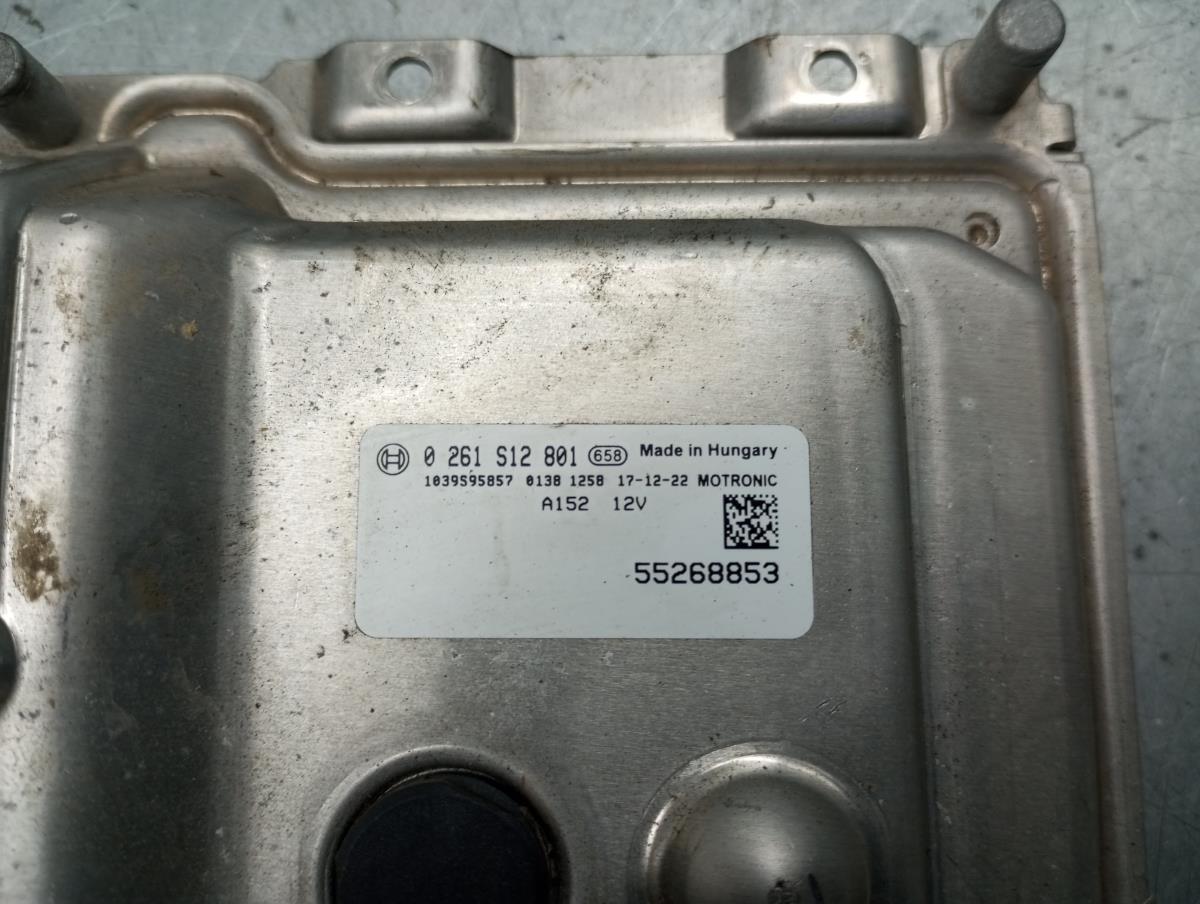 0 261 S12 801 658 Made in Hungary
1039S95857 0138 1258 17-12-22 MOTRONIC
A152 12V
55268853